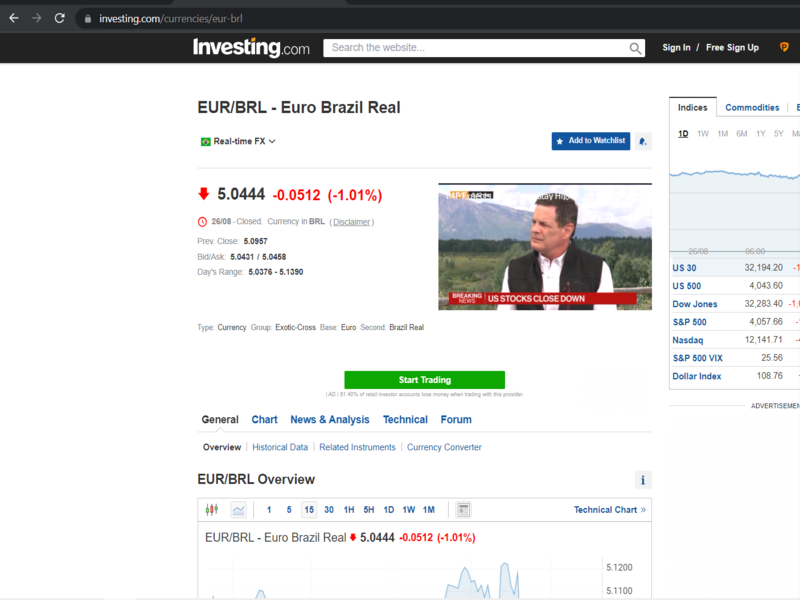 investing.com/currencies/eur-brl
Investing.com
Search the website...
Sign In / Free Sign Up
EUR/BRL - Euro Brazil Real
Real-time FX
Add to Watchlist
5.0444 -0.0512 (-1.01%)
26/08 - Closed. Currency in BRL ( Disclaimer )
Prev. Close: 5.0957
Bid/Ask: 5.0431 / 5.0458
Day's Range: 5.0376 - 5.1390
BREAKING NEWS
US STOCKS CLOSE DOWN
Type: Currency Group: Exotic-Cross Base: Euro Second: Brazil Real
Start Trading
| AD | 81.40% of retail investor accounts lose money when trading with this provider.
General Chart News & Analysis Technical Forum
Overview | Historical Data | Related Instruments | Currency Converter
EUR/BRL Overview
1 5 15 30 1H 5H 1D 1W 1M
Technical Chart »
EUR/BRL - Euro Brazil Real 5.0444 -0.0512 (-1.01%)
5.1200
5.1100
Indices Commodities
1D 1W 1M 6M 1Y 5Y
26/08 06:00
US 30 32,194.20
US 500 4,043.60
Dow Jones 32,283.40
S&P 500 4,057.66
Nasdaq 12,141.71
S&P 500 VIX 25.56
Dollar Index 108.76
ADVERTISEMEN